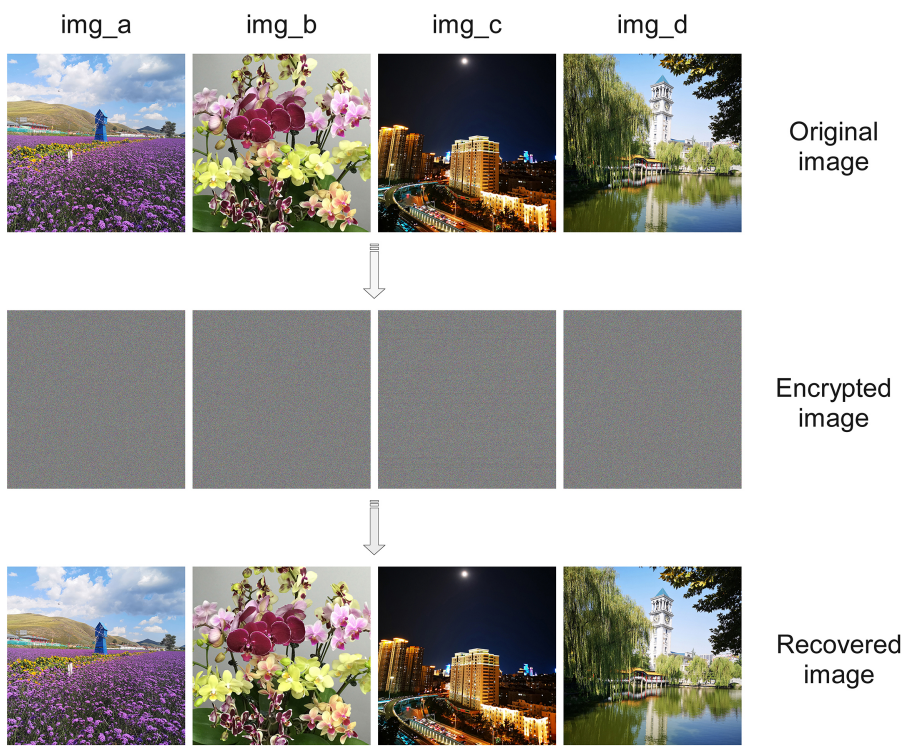 img_a
img_b
img_c
img_d
Original
image
Encrypted
image
Recovered
image